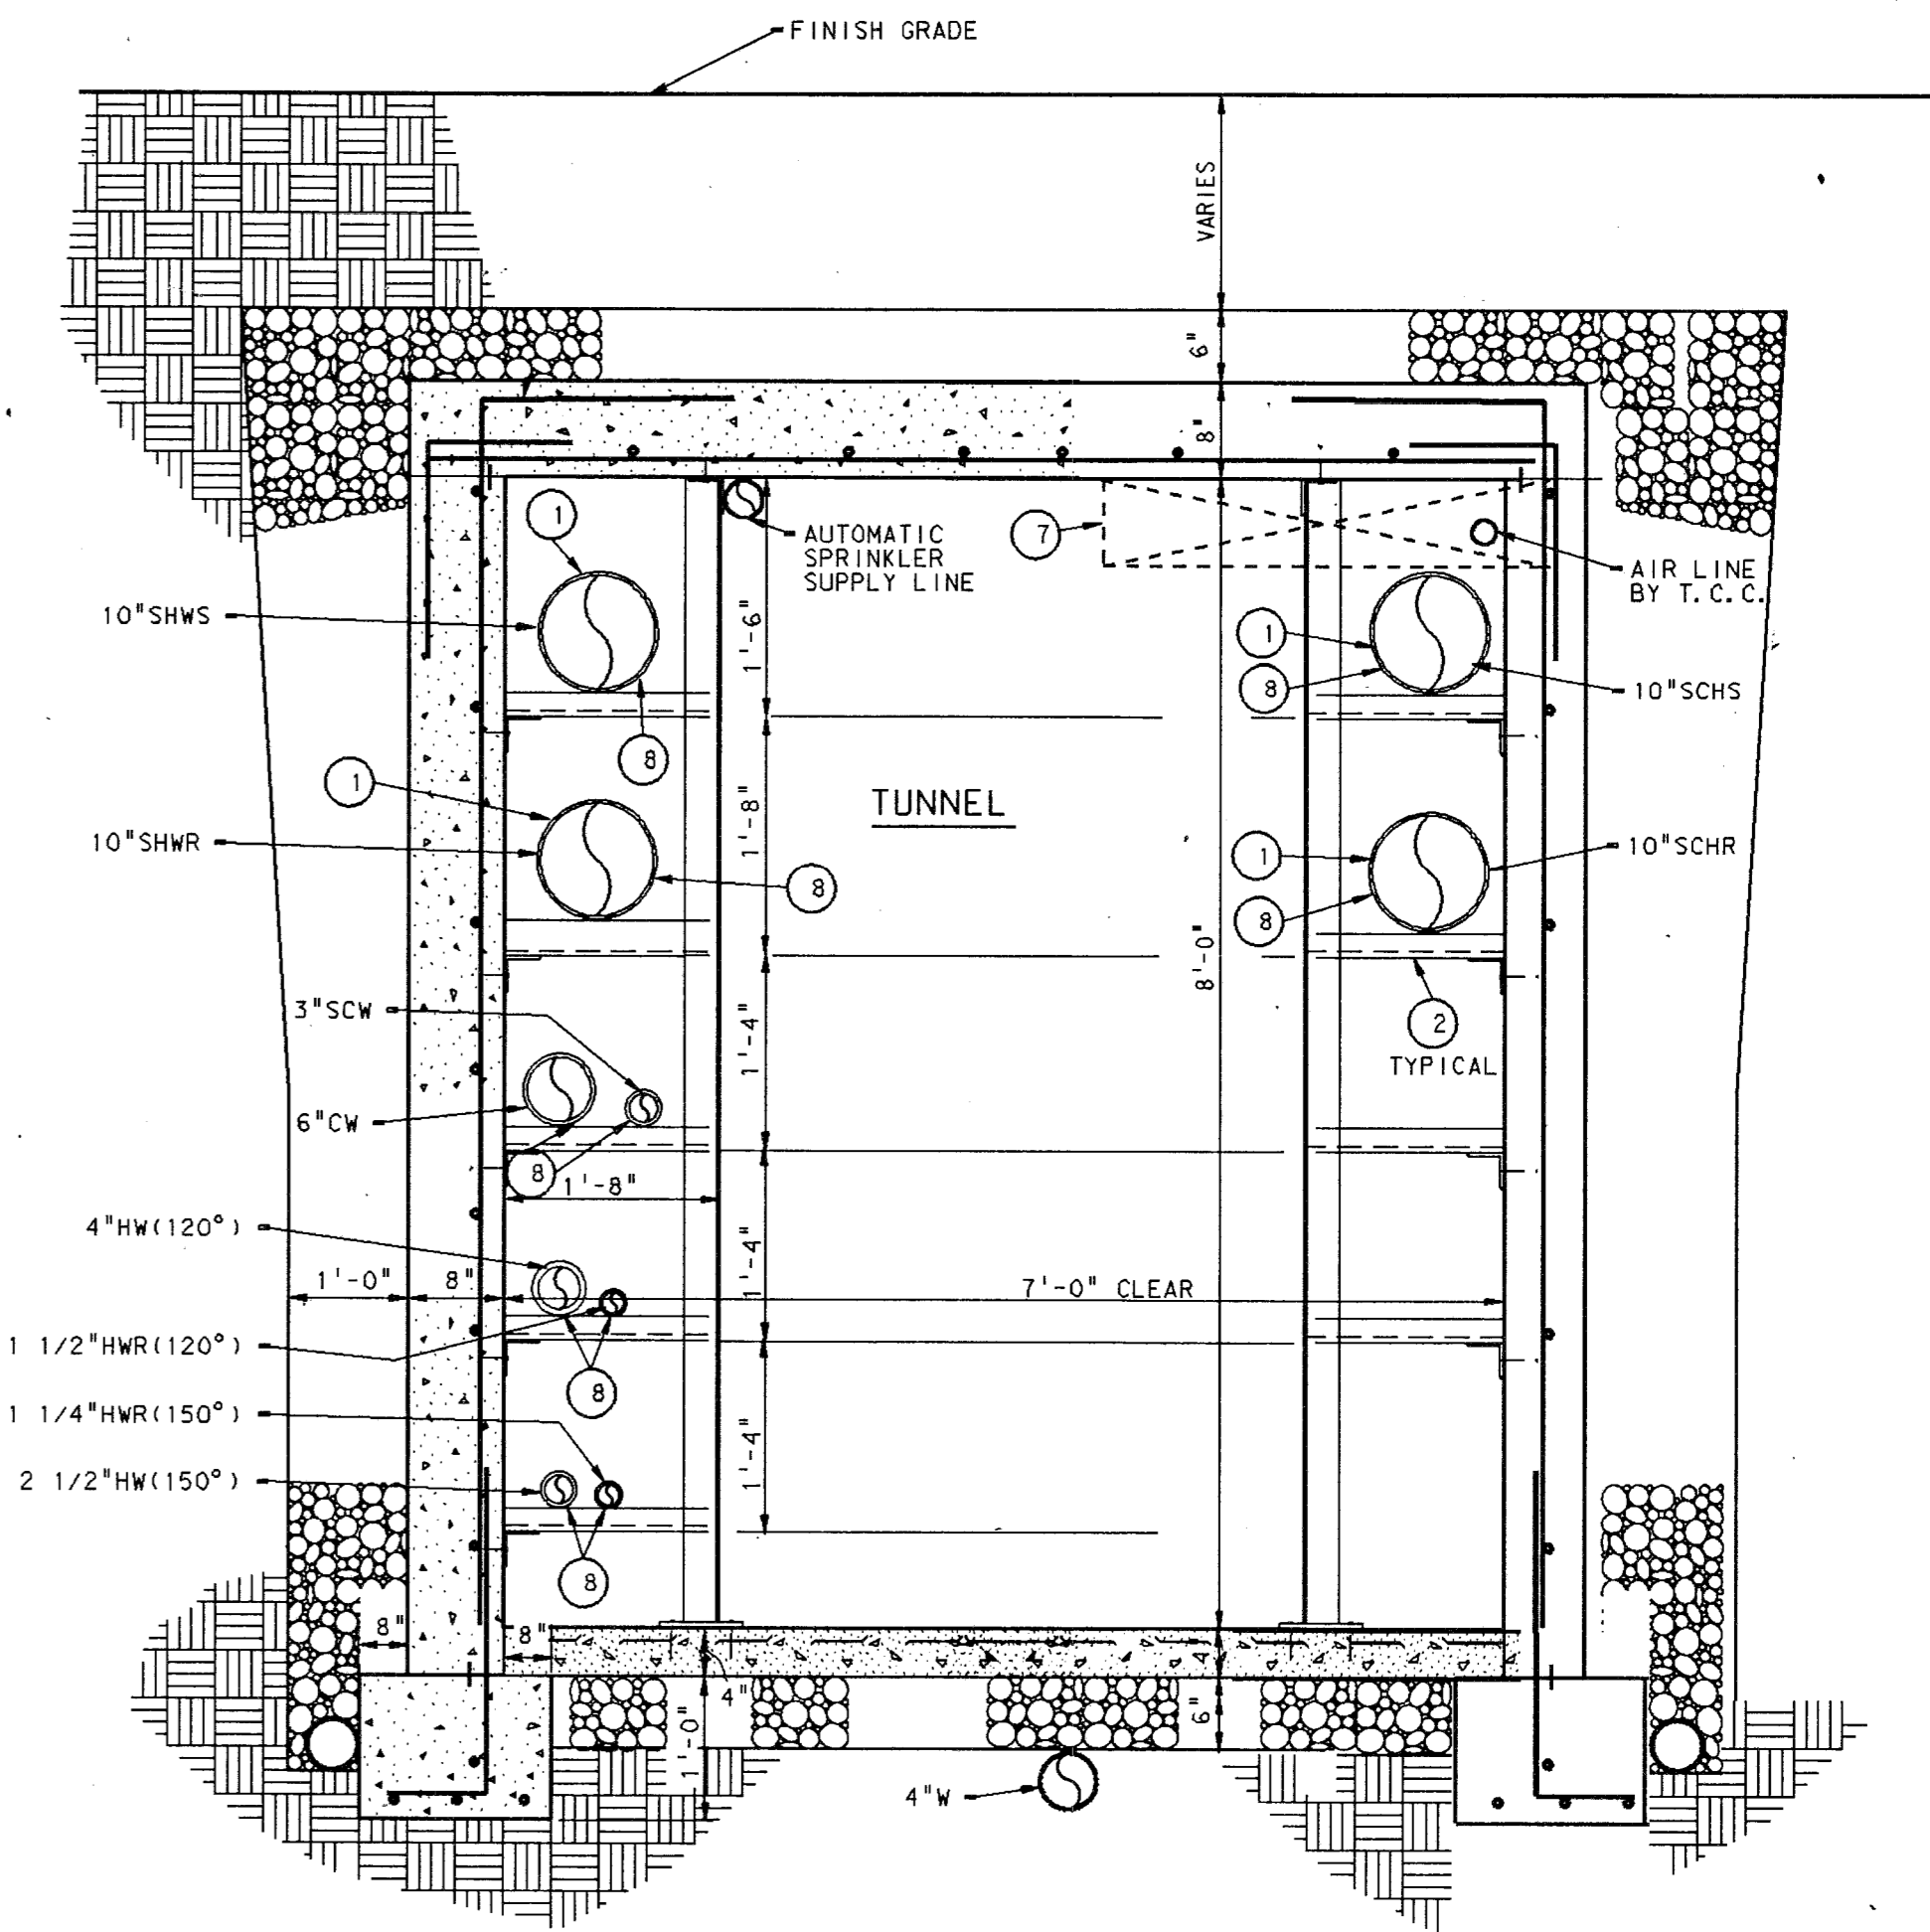 FINISH GRADE
VARIES
6"
8"
1
7
AUTOMATIC
SPRINKLER
SUPPLY LINE
AIR LINE
BY T.C.C.
10"SHWS
1'-6"
1
8
10"SCHS
8
1
TUNNEL
1'-8"
10"SHWR
8
1
8
10"SCHR
8'-0"
3"SCW
1'-4"
2
TYPICAL
6"CW
8
1'-8"
4"HW(120°)
1'-0"
8"
1'-4"
7'-0" CLEAR
1 1/2"HWR(120°)
8
1 1/4"HWR(150°)
1'-4"
2 1/2"HW(150°)
8
8"
8"
4"
4"
1'-0"
6"
4"W